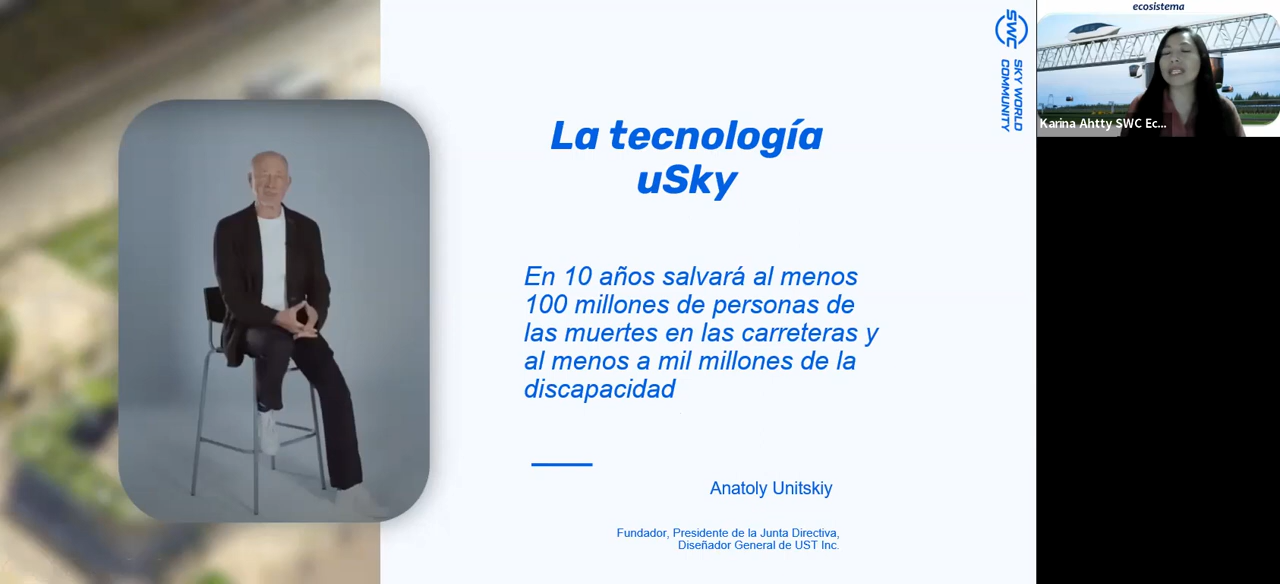 La tecnología
uSky
En 10 años salvará al menos
100 millones de personas de
las muertes en las carreteras y
al menos a mil millones de la
discapacidad
Anatoly Unitskiy
Fundador, Presidente de la Junta Directiva,
Diseñador General de UST Inc.
SWC
SKY WORLD
COMMUNITY
ecosistema
Karina Ahtty SWC Ec...